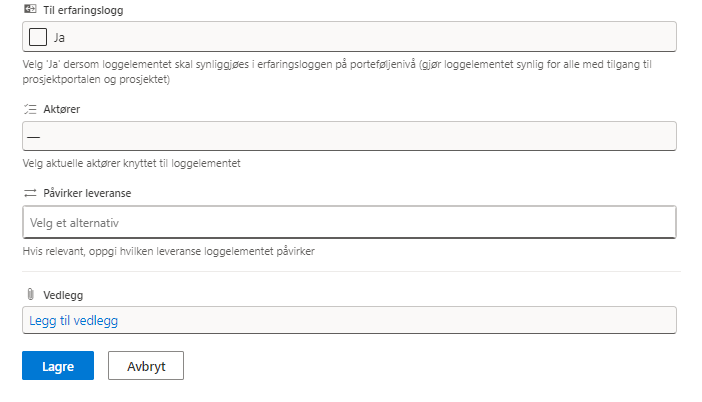 Til erfaringslogg
Ja
Velg 'Ja' dersom loggelementet skal synliggjøes i erfaringsloggen på porteføljenivå (gjør loggelementet synlig for alle med tilgang til
prosjektportalen og prosjektet)
Aktører
—
Velg aktuelle aktører knyttet til loggelementet
Påvirker leveranse
Velg et alternativ
Hvis relevant, oppgi hvilken leveranse loggelementet påvirker
Vedlegg
Legg til vedlegg
Lagre
Avbryt